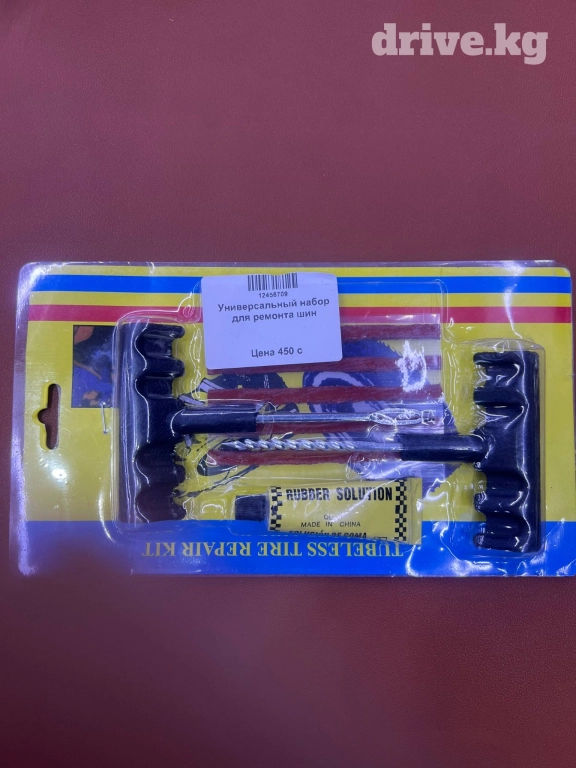 drive.kg
12456709
Универсальный набор
для ремонта шин
Цена 450 с
RUBBER SOLUTION
MADE IN CHINA
TUBELESS TIRE REPAIR KIT